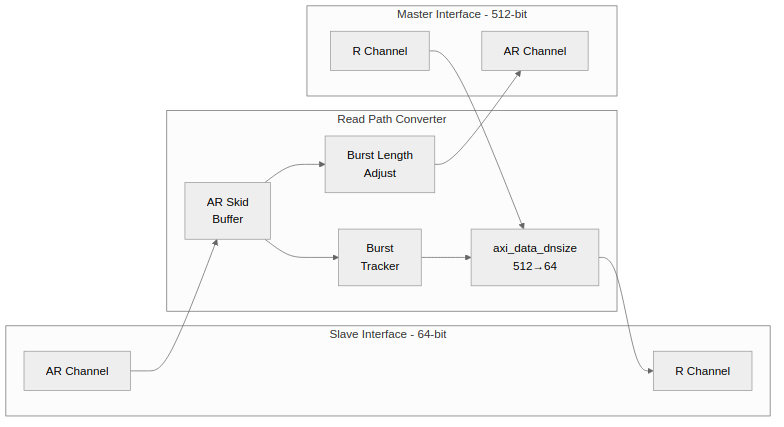 Master Interface - 512-bit
R Channel
AR Channel
Read Path Converter
Burst Length
Adjust
AR Skid
Buffer
Burst
Tracker
axi_data_dnsize
512→64
Slave Interface - 64-bit
AR Channel
R Channel